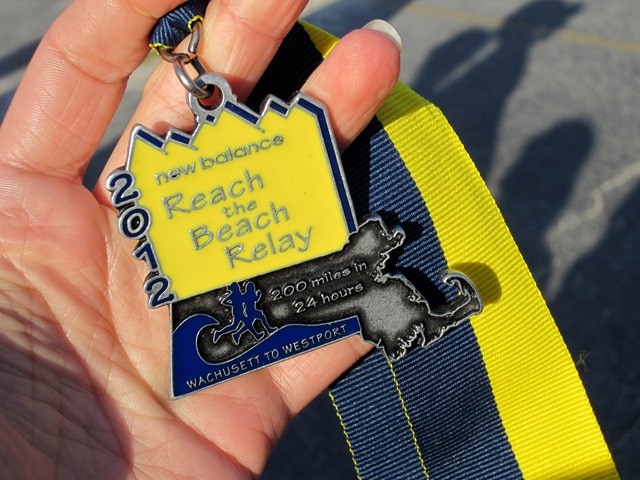 new balance
Reach
the
Beach
Relay
2012
200 miles in
24 hours
WACHUSETT TO WESTPORT